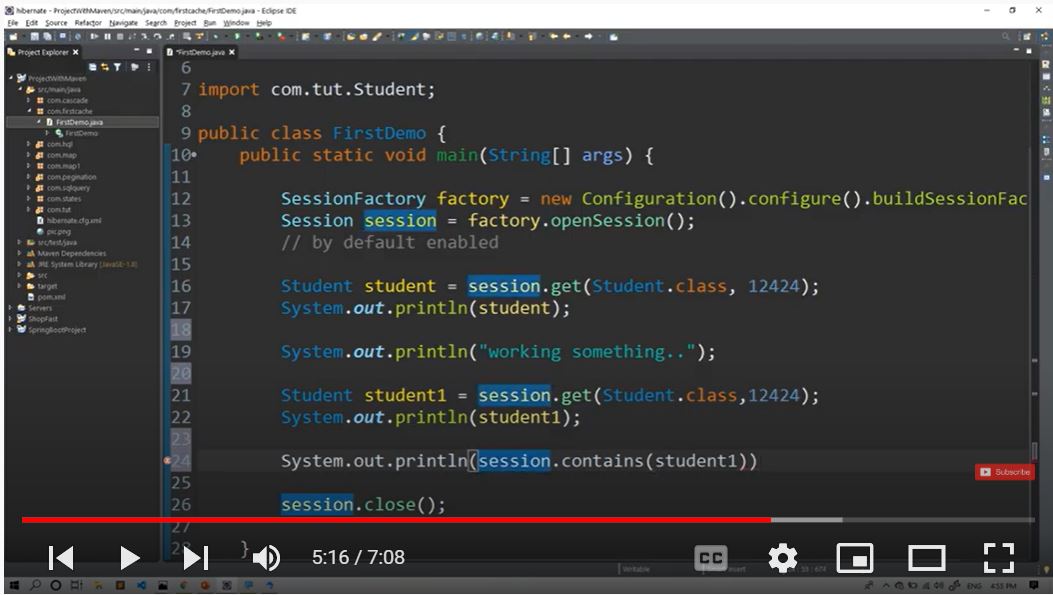 hibernate - ProjectWithMaven/src/main/java/com/firstcache/FirstDemo.java - Eclipse IDE
File Edit Source Refactor Navigate Search Project Run Window Help
Project Explorer
*FirstDemo.java
ProjectWithMaven
src/main/java
com.cascade
com.firstcache
FirstDemo.java
FirstDemo
com.hql
com.map
com.map1
com.pegination
com.sqlquery
com.states
com.tut
hibernate.cfg.xml
pic.png
src/test/java
Maven Dependencies
JRE System Library [JavaSE-1.8]
src
target
pom.xml
Servers
ShopFast
SpringBootProject
6
7 import com.tut.Student;
8
9 public class FirstDemo {
10 public static void main(String[] args) {
11
12 SessionFactory factory = new Configuration().configure().buildSessionFac
13 Session session = factory.openSession();
14 // by default enabled
15
16 Student student = session.get(Student.class, 12424);
17 System.out.println(student);
18
19 System.out.println("working something..");
20
21 Student student1 = session.get(Student.class,12424);
22 System.out.println(student1);
23
24 System.out.println(session.contains(student1))
Subscribe
25
26 session.close();
27
28 }
5:16 / 7:08
CC
Writable
ENG 4:55 PM